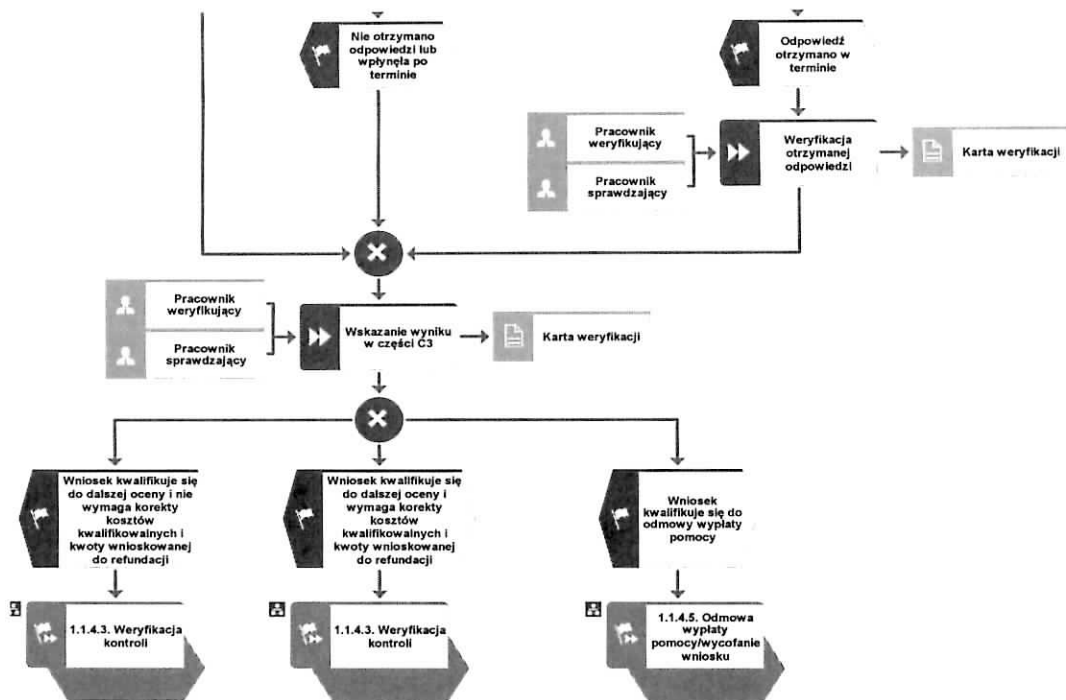 Nie otrzymano
odpowiedzi lub
wpłynęła po
terminie
Odpowiedź
otrzymano w
terminie
Pracownik
weryfikujący
Pracownik
sprawdzający
Weryfikacja
otrzymanej
odpowiedzi
Karta weryfikacji
Pracownik
weryfikujący
Pracownik
sprawdzający
Wskazanie wyniku
w części C3
Karta weryfikacji
Wniosek kwalifikuje się
do dalszej oceny i nie
wymaga korekty
kosztów
kwalifikowalnych i
kwoty wnioskowanej
do refundacji
Wniosek kwalifikuje się
do dalszej oceny i
wymaga korekty
kosztów
kwalifikowalnych i
kwoty wnioskowanej
do refundacji
Wniosek
kwalifikuje się do
odmowy wypłaty
pomocy
1.1.4.3. Weryfikacja
kontroli
1.1.4.3. Weryfikacja
kontroli
1.1.4.5. Odmowa
wypłaty
pomocy/wycofanie
wniosku